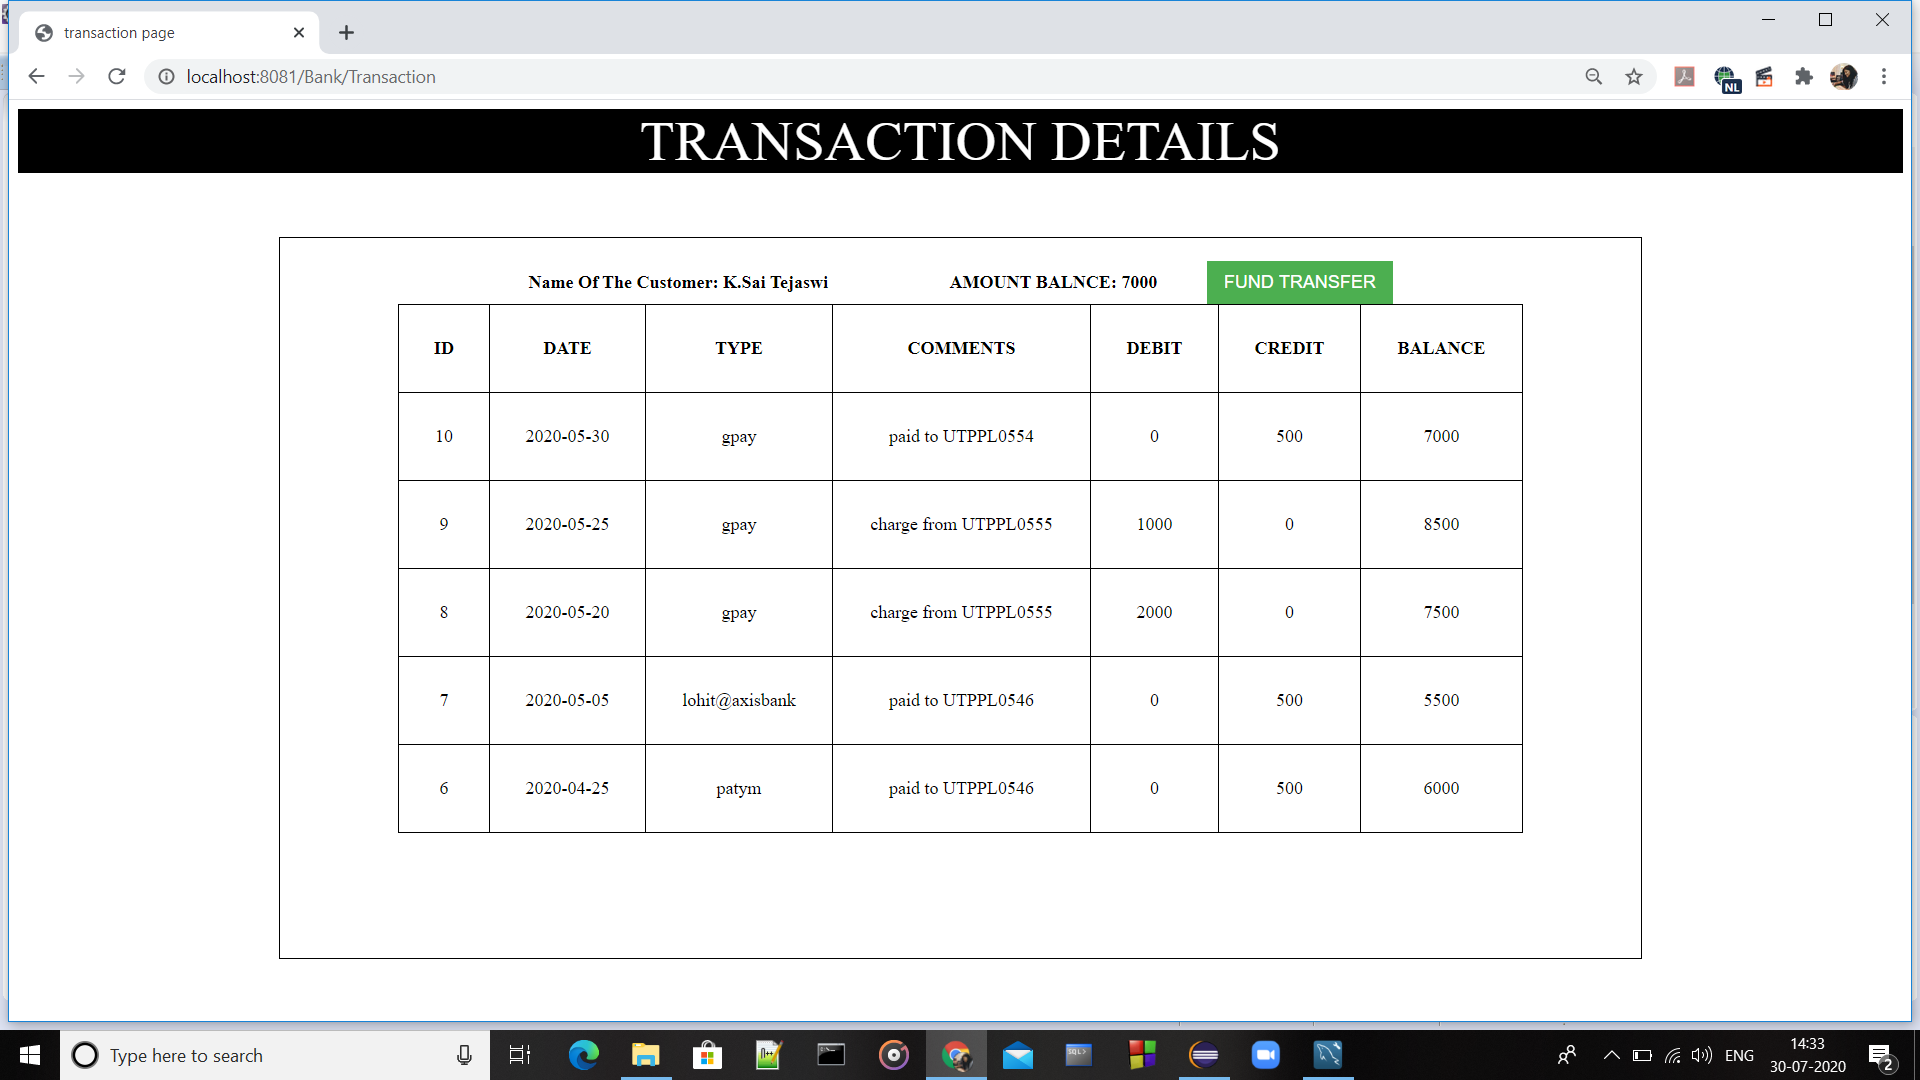 transaction page
localhost:8081/Bank/Transaction
NL
TRANSACTION DETAILS
Name Of The Customer: K.Sai Tejaswi AMOUNT BALNCE: 7000 FUND TRANSFER
ID DATE TYPE COMMENTS DEBIT CREDIT BALANCE
10 2020-05-30 gpay paid to UTPPL0554 0 500 7000
9 2020-05-25 gpay charge from UTPPL0555 1000 0 8500
8 2020-05-20 gpay charge from UTPPL0555 2000 0 7500
7 2020-05-05 lohit@axisbank paid to UTPPL0546 0 500 5500
6 2020-04-25 patym paid to UTPPL0546 0 500 6000
Type here to search
SQL>
ENG
14:33
30-07-2020
2